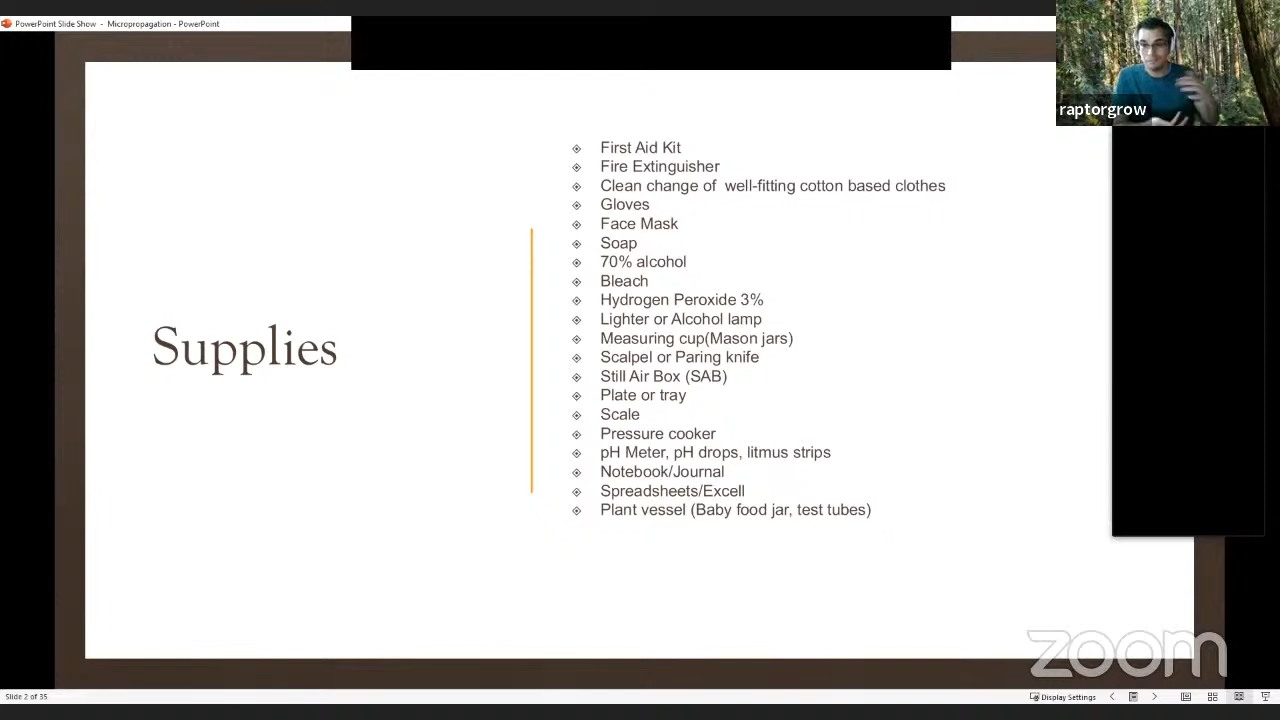 PowerPoint Slide Show - Micropropagation - PowerPoint
raptorgrow
Supplies
First Aid Kit
Fire Extinguisher
Clean change of well-fitting cotton based clothes
Gloves
Face Mask
Soap
70% alcohol
Bleach
Hydrogen Peroxide 3%
Lighter or Alcohol lamp
Measuring cup(Mason jars)
Scalpel or Paring knife
Still Air Box (SAB)
Plate or tray
Scale
Pressure cooker
pH Meter, pH drops, litmus strips
Notebook/Journal
Spreadsheets/Excell
Plant vessel (Baby food jar, test tubes)
zoom
Slide 2 of 35
Display Settings